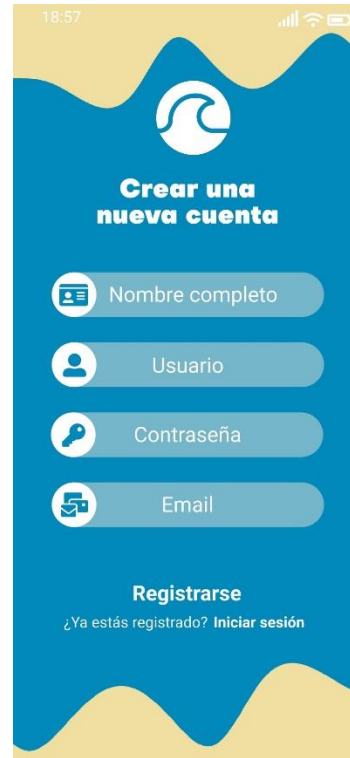 18:57
Crear una
nueva cuenta
Nombre completo
Usuario
Contraseña
Email
Registrarse
¿Ya estás registrado? Iniciar sesión